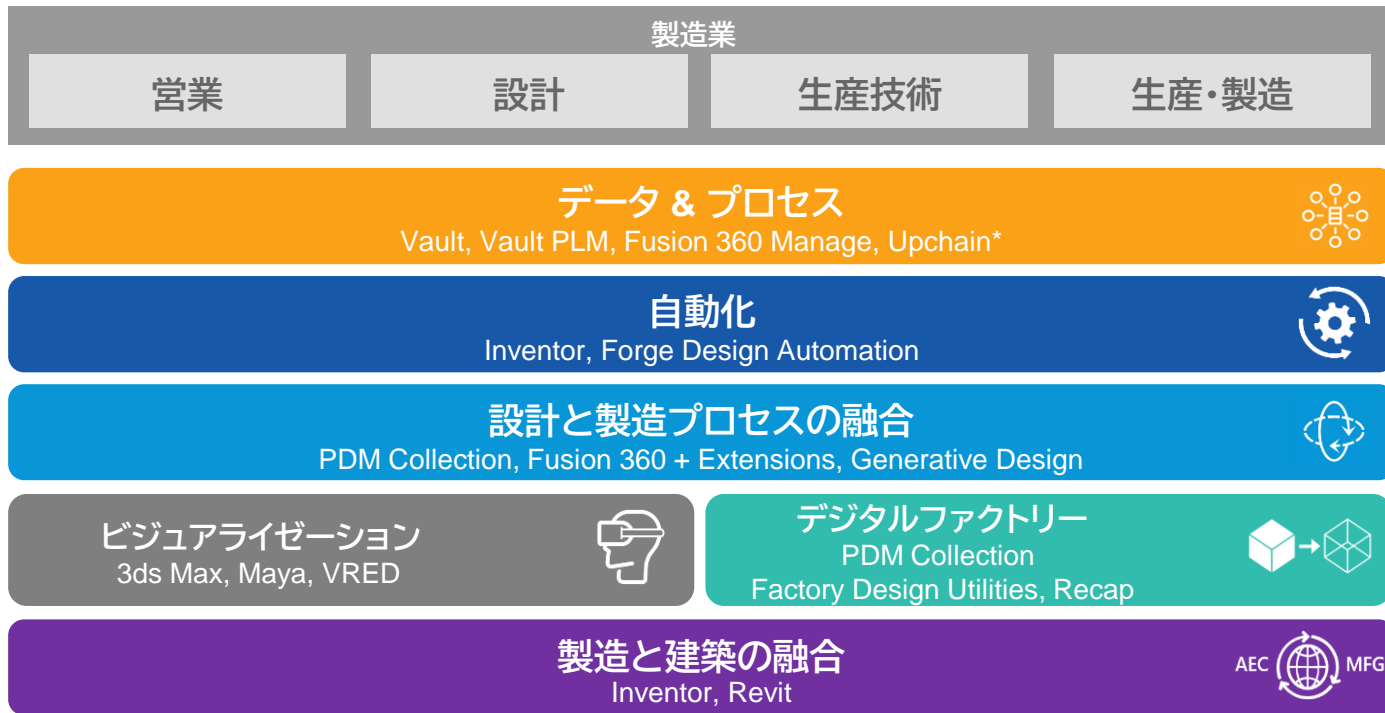 製造業
営業
設計
生産技術
生産・製造
データ & プロセス
Vault, Vault PLM, Fusion 360 Manage, Upchain*
自動化
Inventor, Forge Design Automation
設計と製造プロセスの融合
PDM Collection, Fusion 360 + Extensions, Generative Design
ビジュアライゼーション
3ds Max, Maya, VRED
デジタルファクトリー
PDM Collection
Factory Design Utilities, Recap
製造と建築の融合
Inventor, Revit
AEC
MFG